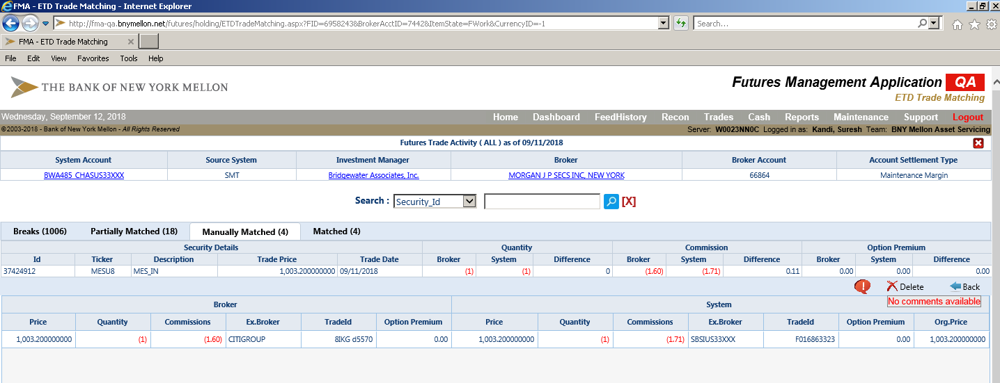 FMA - ETD Trade Matching - Internet Explorer
http://fma-qa.bnymellon.net/futures/holding/ETDTradeMatching.aspx?FID=6958243&BrokerAcctID=7442&ItemState=FWork&CurrencyID=-1 Search...
FMA - ETD Trade Matching
File Edit View Favorites Tools Help
THE BANK OF NEW YORK MELLON Futures Management Application QA
ETD Trade Matching
Wednesday, September 12, 2018 Home Dashboard FeedHistory Recon Trades Cash Reports Maintenance Support Logout
©2003-2018 - Bank of New York Mellon - All Rights Reserved Server: W0023NN0C Logged in as: Kandi, Suresh Team: BNY Mellon Asset Servicing
Futures Trade Activity ( ALL ) as of 09/11/2018
System Account Source System Investment Manager Broker Broker Account Account Settlement Type
BWA485 CHASUS33XXX SMT Bridgewater Associates, Inc. MORGAN J P SECS INC, NEW YORK 66864 Maintenance Margin
Search : Security_Id [X]
Breaks (1006) Partially Matched (18) Manually Matched (4) Matched (4)
Security Details Quantity Commission Option Premium
Id Ticker Description Trade Price Trade Date Broker System Difference Broker System Difference Broker System Difference
37424912 MESU8 MES_IN 1,003.200000000 09/11/2018 (1) (1) 0 (1.60) (1.71) 0.11 0.00 0.00 0.00
! Delete Back
No comments available
Broker System
Price Quantity Commissions Ex.Broker TradeId Option Premium Price Quantity Commissions Ex.Broker TradeId Option Premium Org.Price
1,003.200000000 (1) (1.60) CITIGROUP 8IKG d5570 0.00 1,003.200000000 (1) (1.71) SBSIUS33XXX F016863323 0.00 1,003.200000000